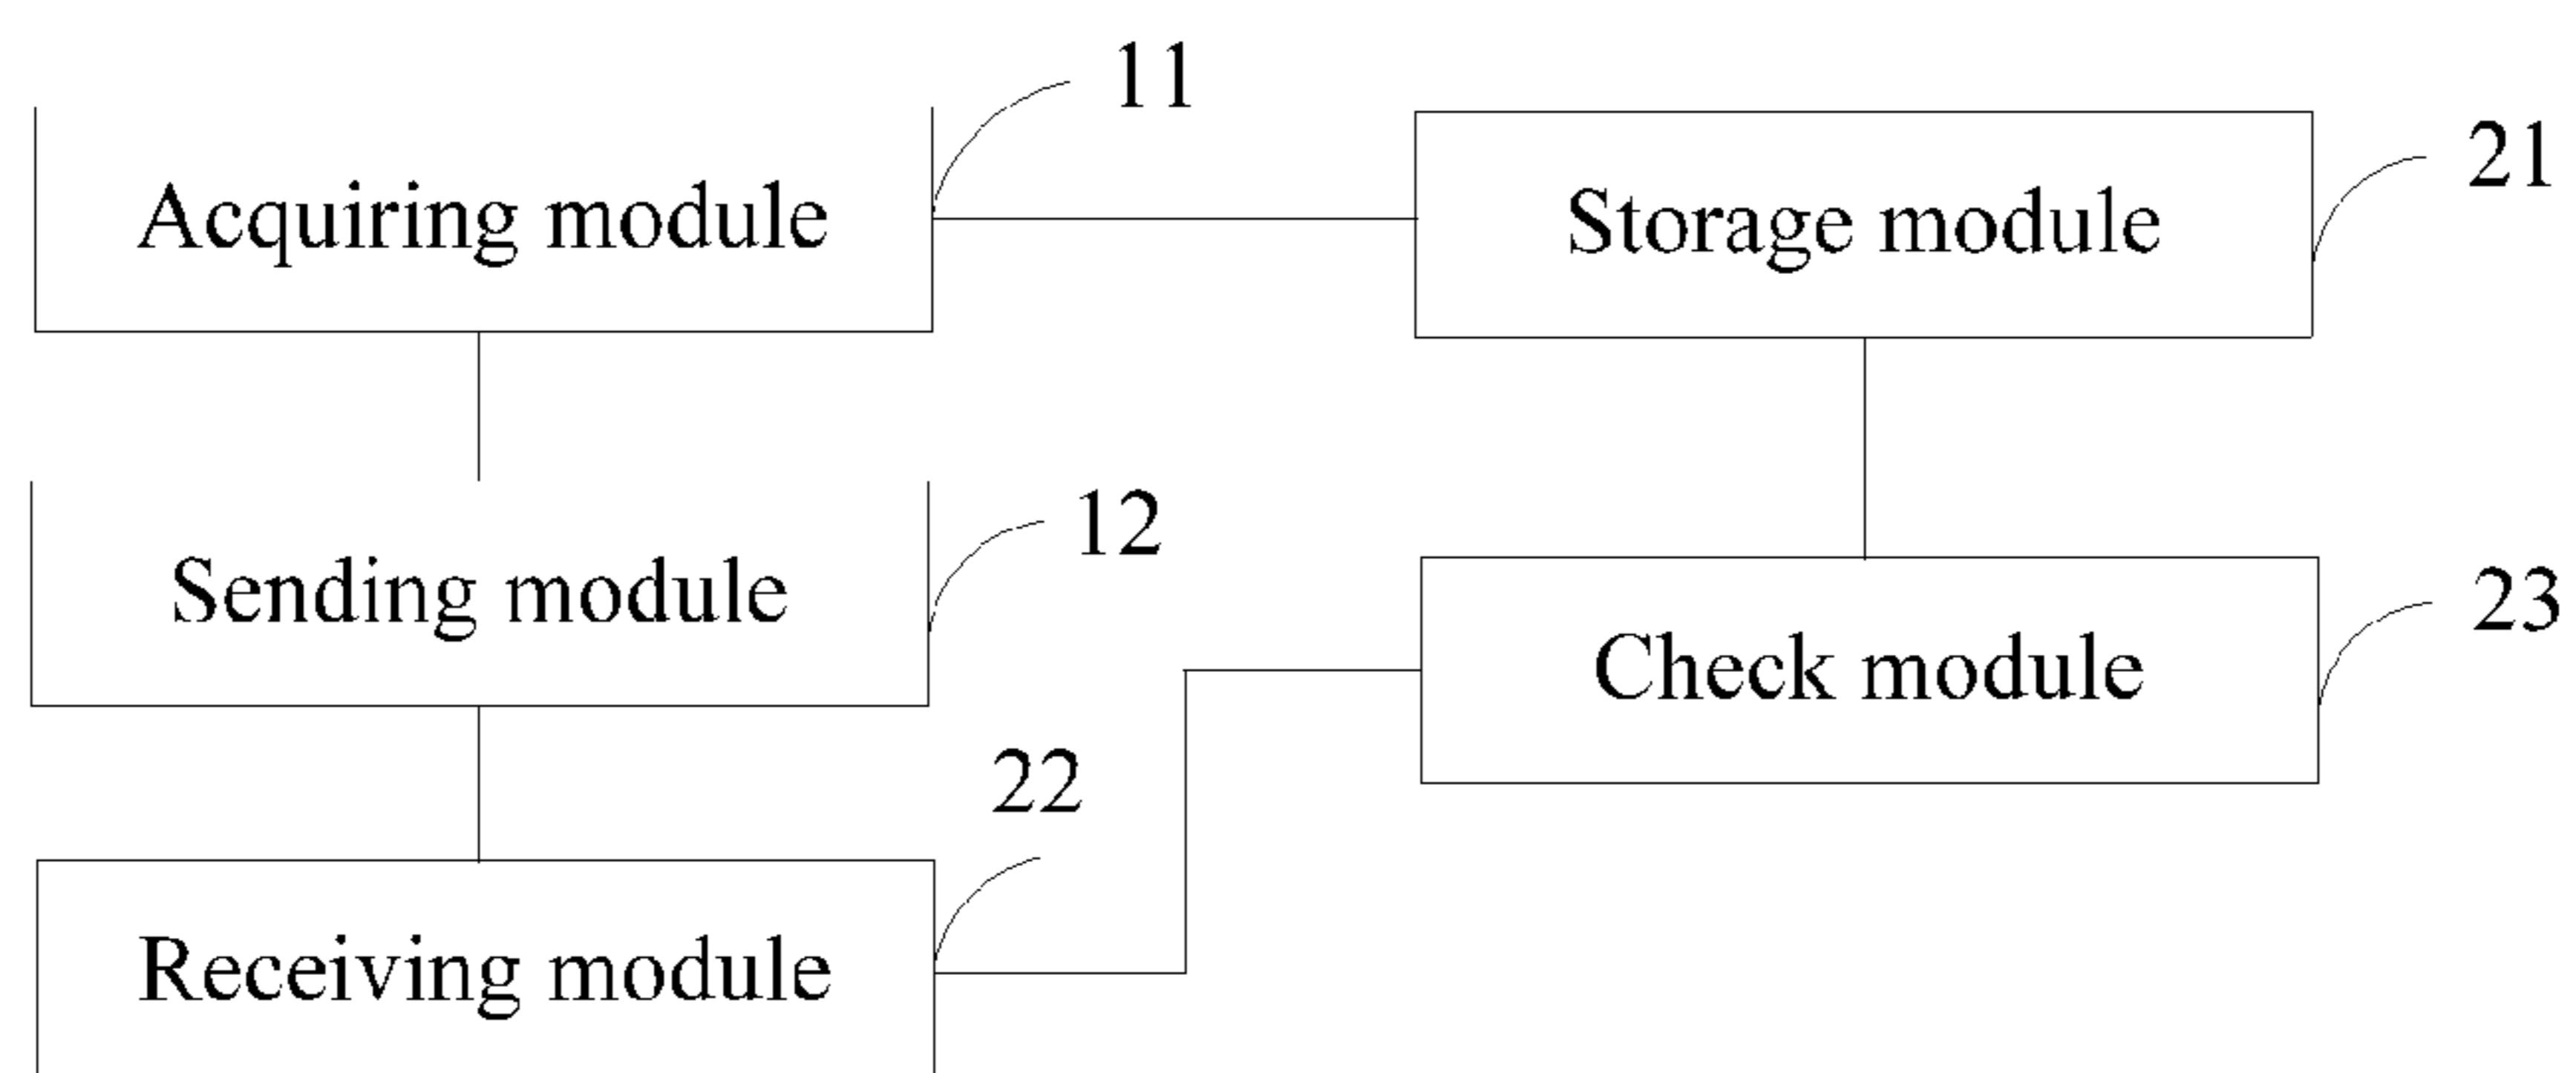 11
Acquiring module
Storage module
21
12
Sending module
Check module
23
22
Receiving module